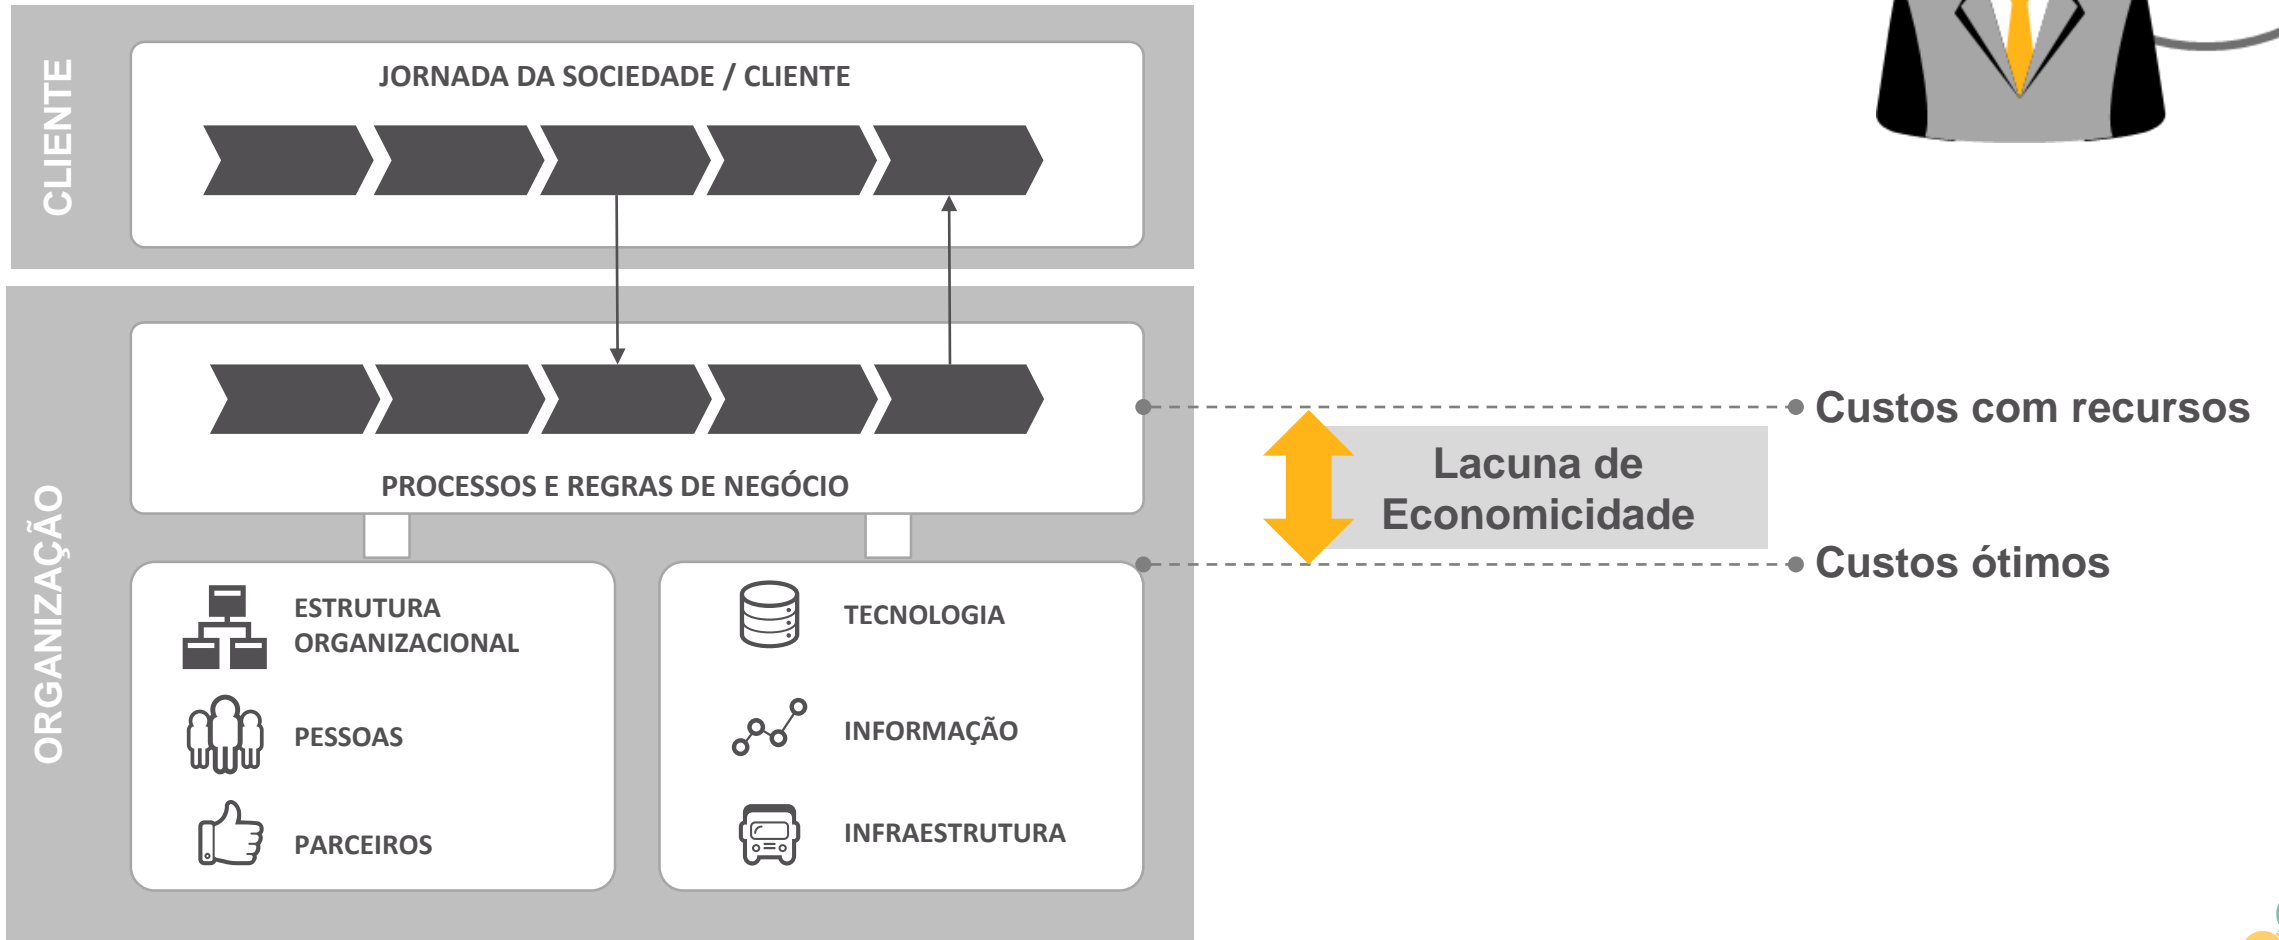 CLIENTE
JORNADA DA SOCIEDADE / CLIENTE
ORGANIZAÇÃO
PROCESSOS E REGRAS DE NEGÓCIO
ESTRUTURA
ORGANIZACIONAL
PESSOAS
PARCEIROS
TECNOLOGIA
INFORMAÇÃO
INFRAESTRUTURA
Custos com recursos
Lacuna de
Economicidade
Custos ótimos